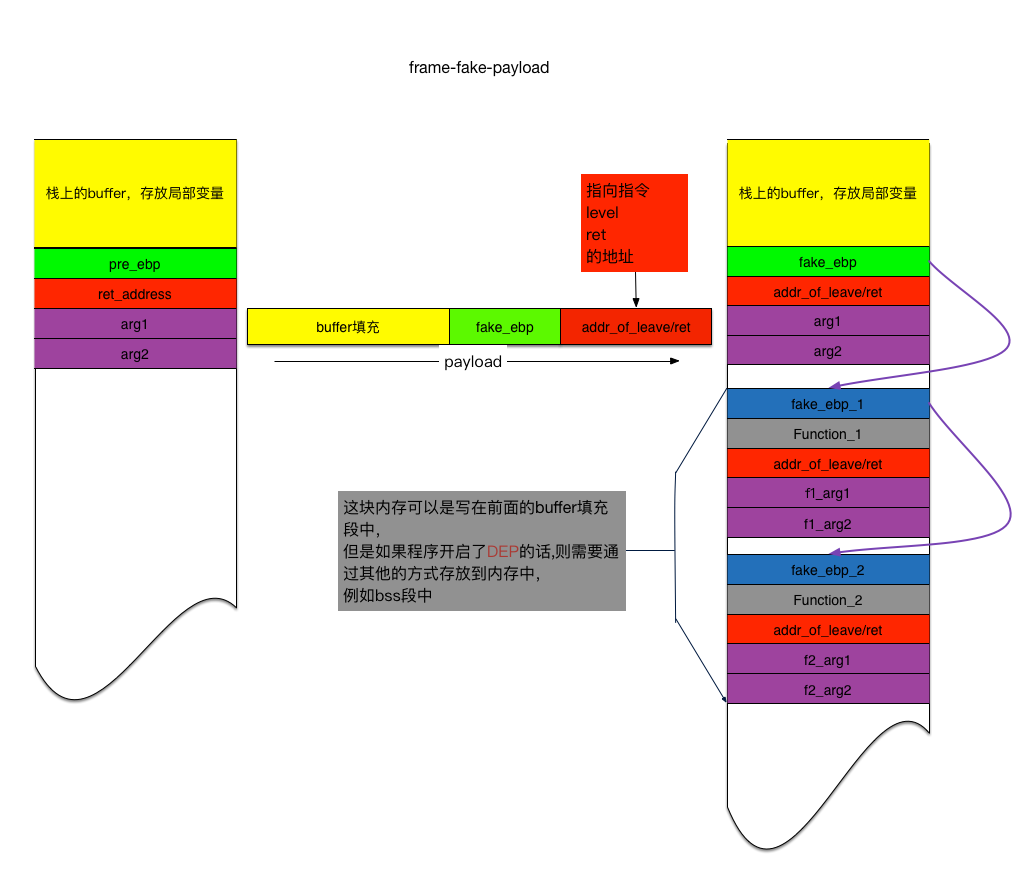 frame-fake-payload
栈上的buffer，存放局部变量
pre_ebp
ret_address
arg1
arg2
指向指令
level
ret
的地址
buffer填充
fake_ebp
addr_of_leave/ret
payload
这块内存可以是写在前面的buffer填充
段中，
但是如果程序开启了DEP的话,则需要通
过其他的方式存放到内存中，
例如bss段中
栈上的buffer，存放局部变量
fake_ebp
addr_of_leave/ret
arg1
arg2
fake_ebp_1
Function_1
addr_of_leave/ret
f1_arg1
f1_arg2
fake_ebp_2
Function_2
addr_of_leave/ret
f2_arg1
f2_arg2